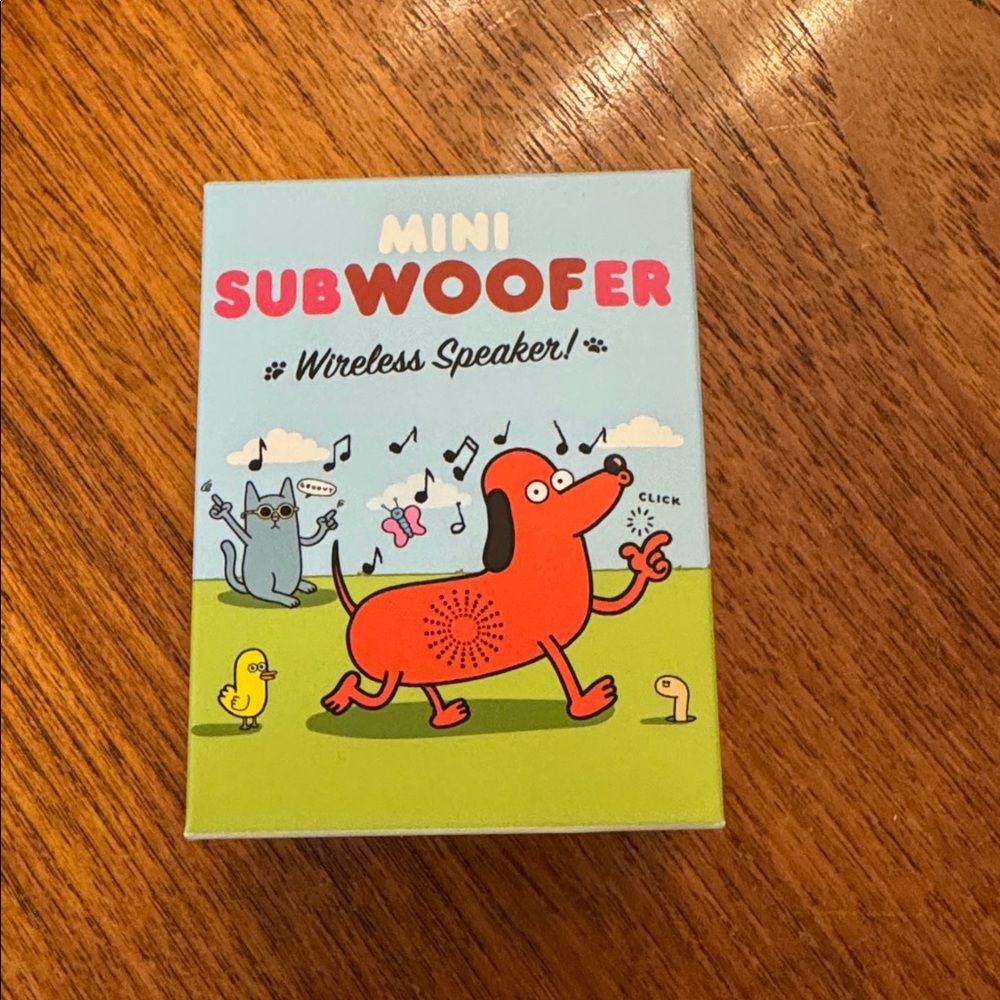 MINI
SUBWOOFER
Wireless Speaker!
GROOVY
CLICK